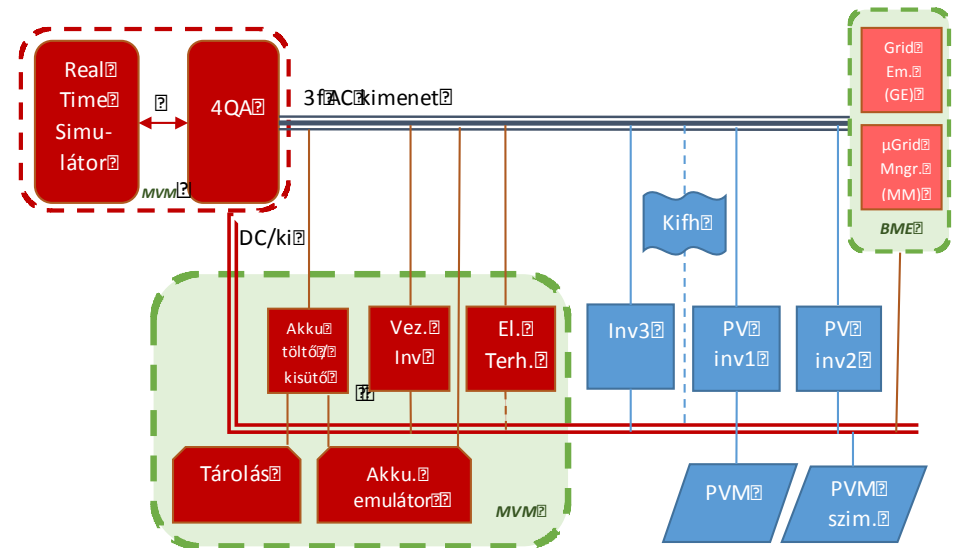 Real
Time
Simu-
látor
4QA
MVM
3f AC kimenet
DC/ki
Grid
Em.
(GE)
µGrid
Mngr.
(MM)
BME
Kifh
Akku
töltő /
kisütő
Vez.
Inv
El.
Terh.
Inv3
PV
inv1
PV
inv2
Tárolás
Akku.
emulátor
MVM
PVM
PVM
szim.